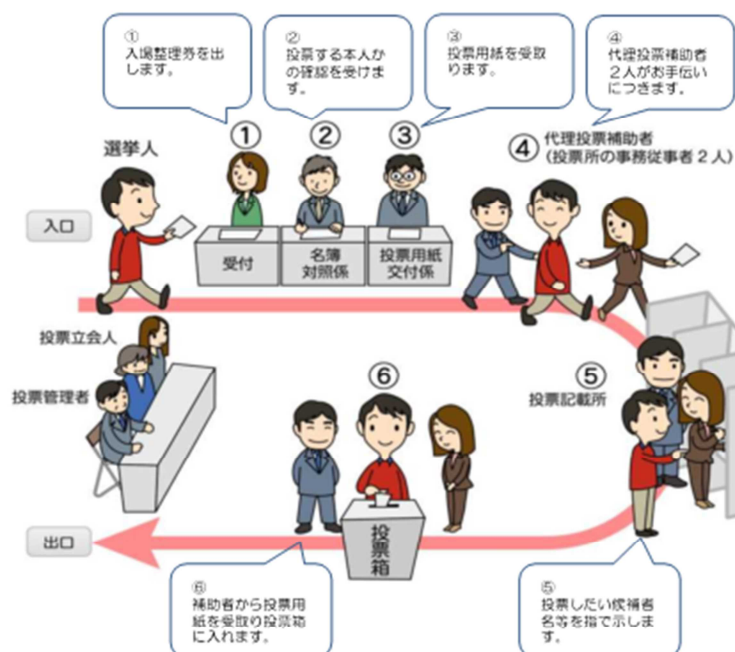 ①
入場整理券を出
します。
②
投票する本人か
の確認を受けます。
③
投票用紙を受取
ります。
④
代理投票補助者
2人がお手伝い
につきます。
選挙人
①
②
③
④
代理投票補助者
(投票所の事務従事者2人)
入口
受付
名簿
対照係
投票用紙
交付係
投票立会人
投票管理者
⑥
⑤
投票記載所
出口
投票箱
⑥
補助者から投票用
紙を受取り投票箱
に入れます。
⑤
投票したい候補者
名等を指で示しま
す。